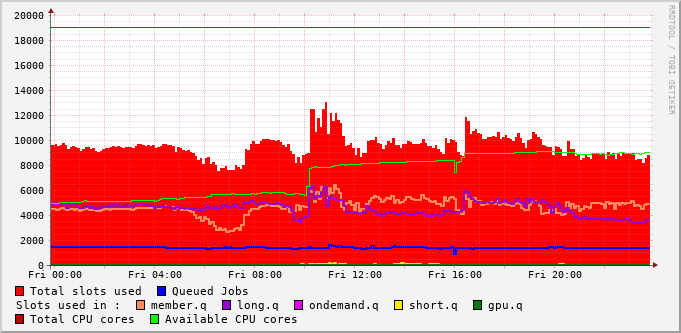 20000
18000
16000
14000
12000
10000
8000
6000
4000
2000
0
Fri 00:00 Fri 04:00 Fri 08:00 Fri 12:00 Fri 16:00 Fri 20:00
Total slots used Queued Jobs
Slots used in : member.q long.q ondemand.q short.q gpu.q
Total CPU cores Available CPU cores
RRDTOOL / TOBI OETIKER